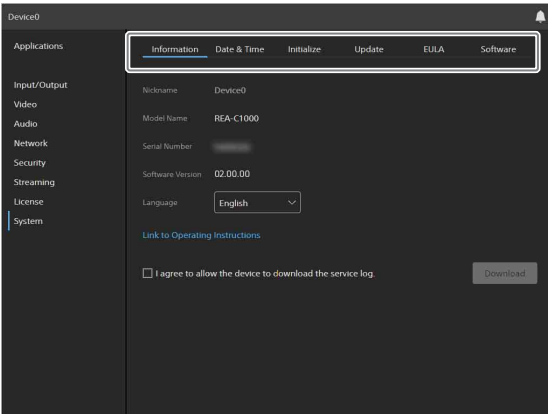 Device0
Applications
Input/Output
Video
Audio
Network
Security
Streaming
License
System
Information Date & Time Initialize Update EULA Software
Nickname Device0
Model Name REA-C1000
Serial Number
Software Version 02.00.00
Language English
Link to Operating Instructions
I agree to allow the device to download the service log. Download